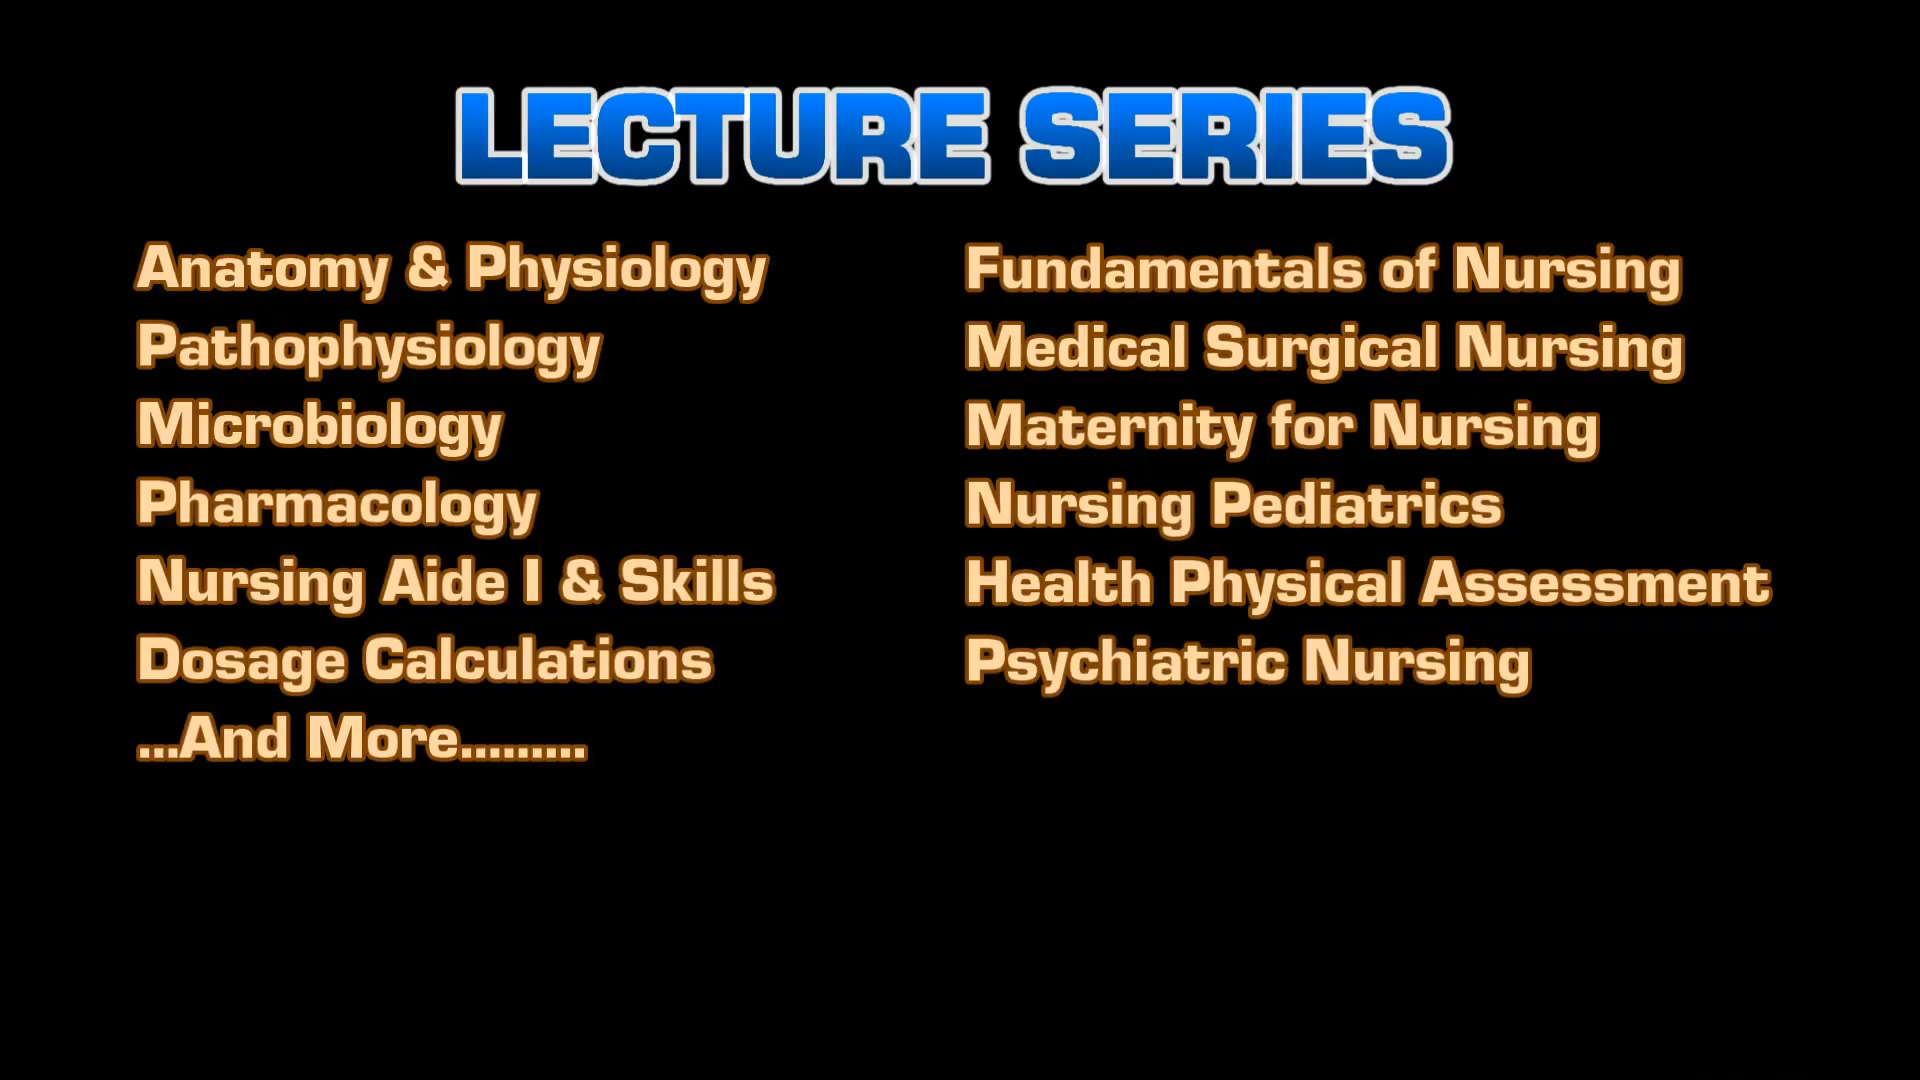 LECTURE SERIES
Anatomy & Physiology
Pathophysiology
Microbiology
Pharmacology
Nursing Aide I & Skills
Dosage Calculations
...And More.........
Fundamentals of Nursing
Medical Surgical Nursing
Maternity for Nursing
Nursing Pediatrics
Health Physical Assessment
Psychiatric Nursing